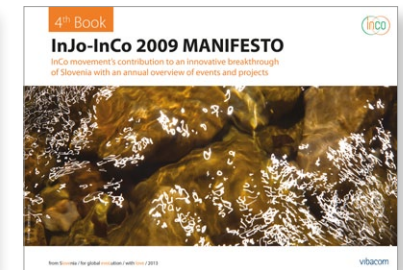 4th Book
InJo-InCo 2009 MANIFESTO
InCo movement's contribution to an innovative breakthrough
of Slovenia with an annual overview of events and projects
inco
from Slovenia / for global evoLution / with love / 2013
vibacom